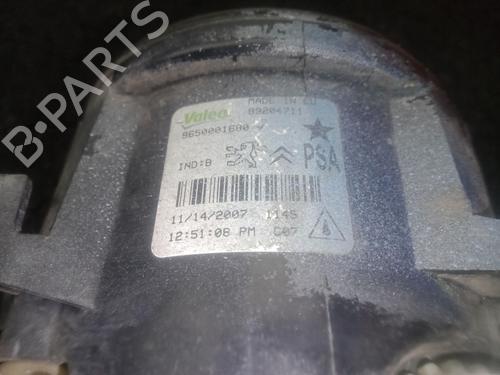 B-PARTS
Valeo
MADE IN EU
89204711
9650001680
IND:B
PSA
11/14/2007 1145
12:51:08 PM C07